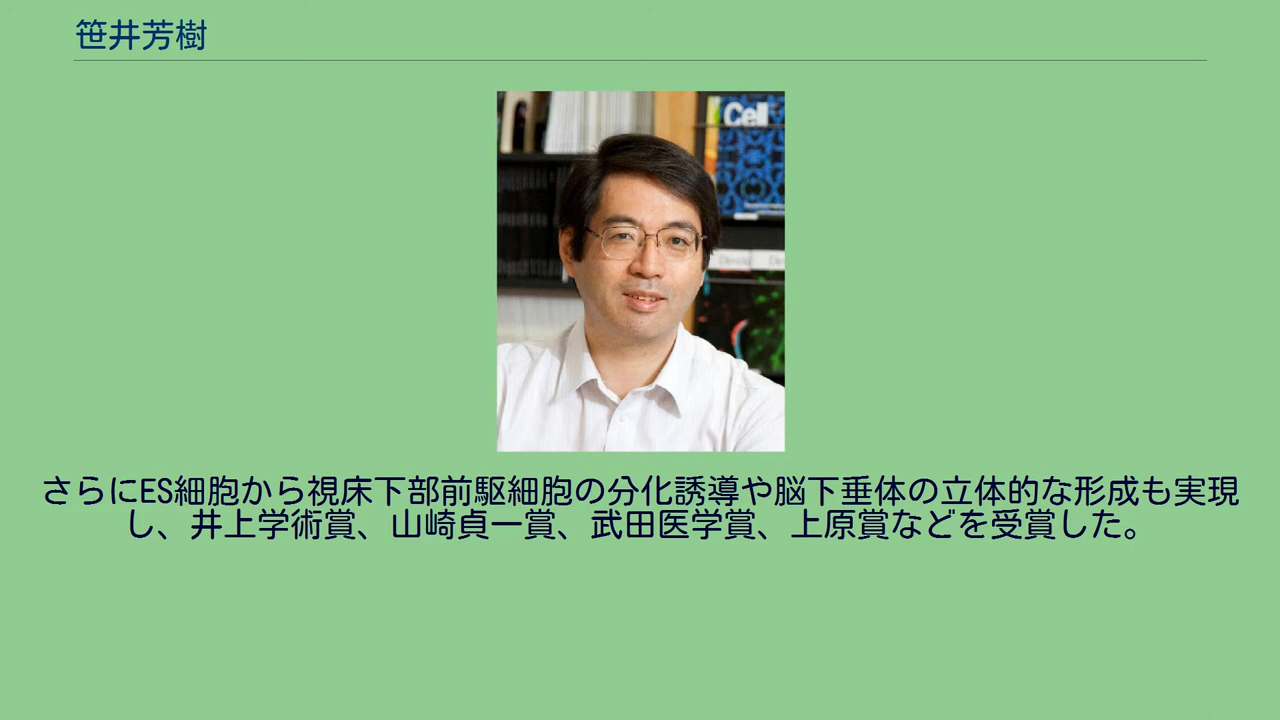 笹井芳樹
Cell
さらにES細胞から視床下部前駆細胞の分化誘導や脳下垂体の立体的な形成も実現
し、井上学術賞、山崎貞一賞、武田医学賞、上原賞などを受賞した。